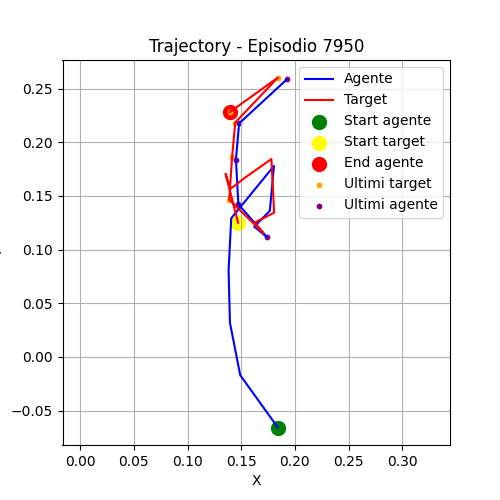 Trajectory - Episodio 7950
Agente
Target
Start agente
Start target
End agente
Ultimi target
Ultimi agente
0.25
0.20
0.15
0.10
0.05
0.00
−0.05
0.00 0.05 0.10 0.15 0.20 0.25 0.30
X